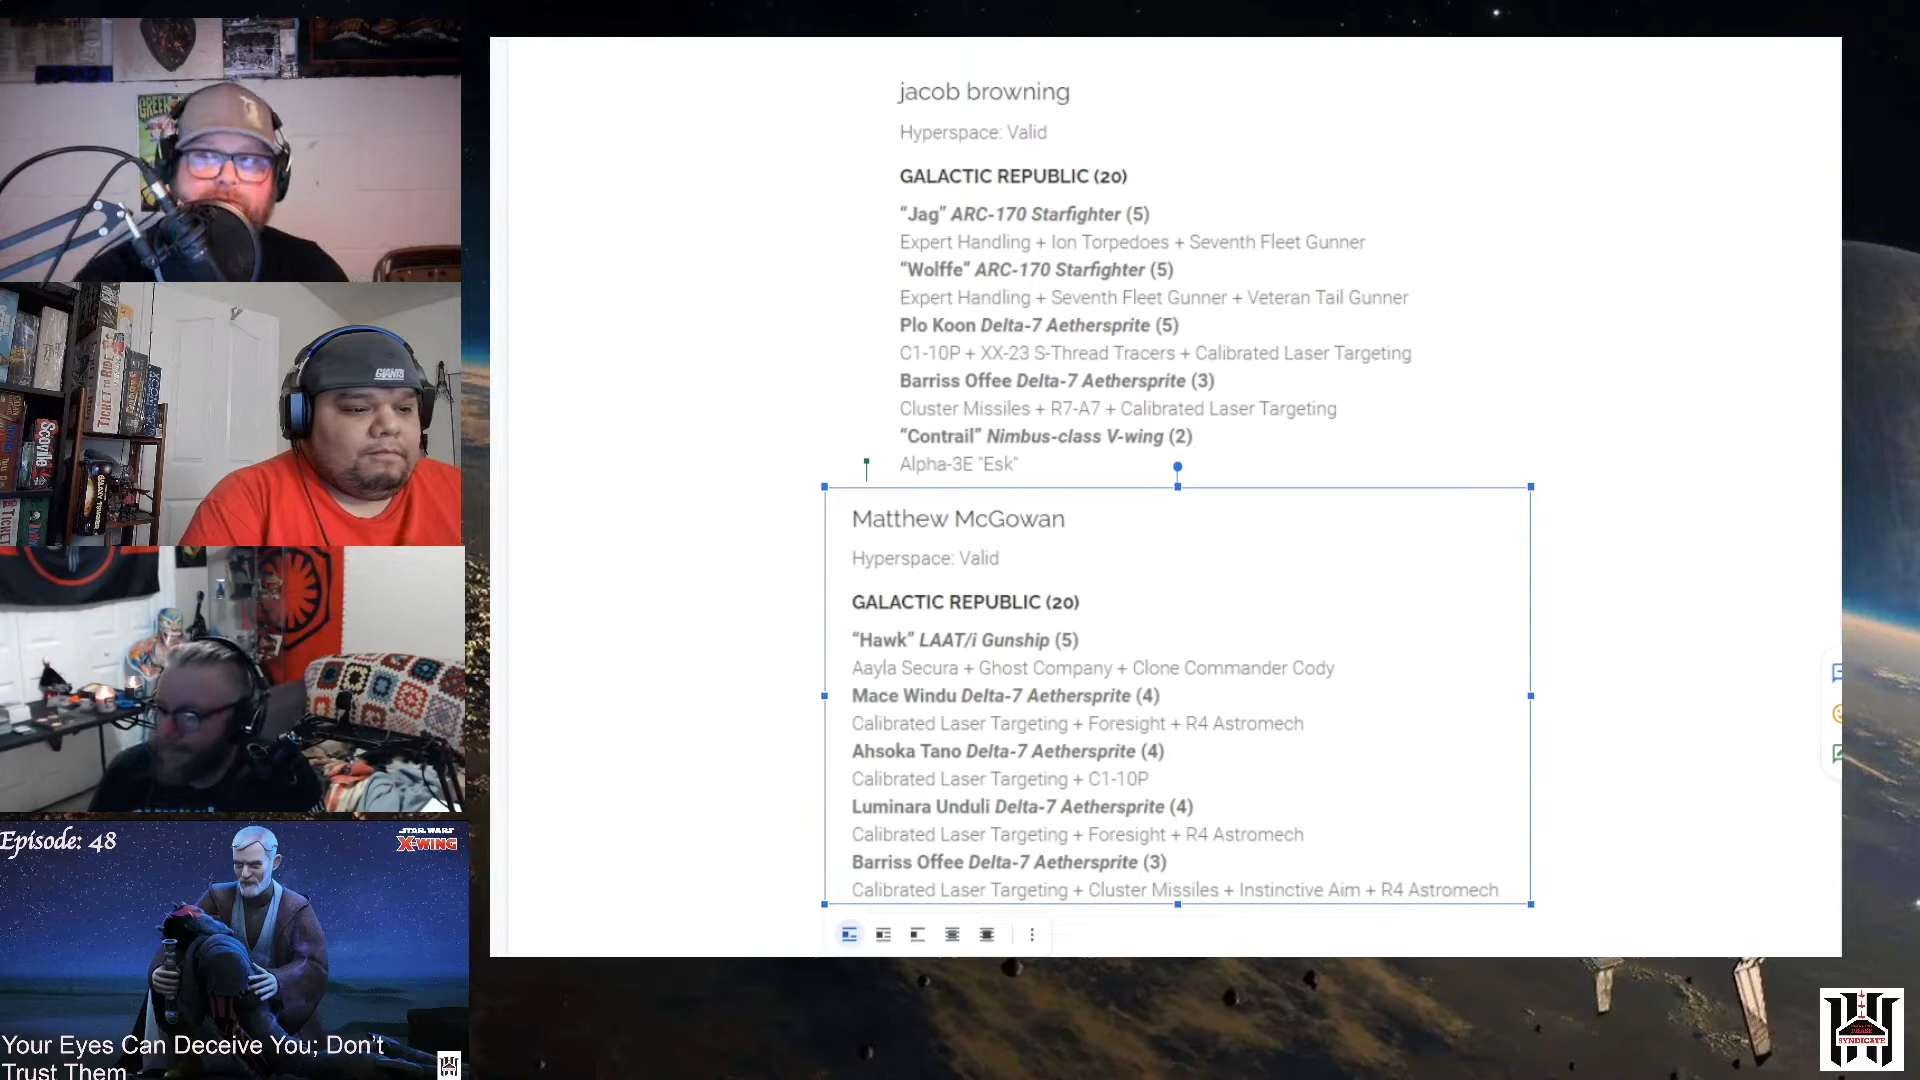 jacob browning
Hyperspace: Valid
GALACTIC REPUBLIC (20)
“Jag” ARC-170 Starfighter (5)
Expert Handling + Ion Torpedoes + Seventh Fleet Gunner
“Wolffe” ARC-170 Starfighter (5)
Expert Handling + Seventh Fleet Gunner + Veteran Tail Gunner
Plo Koon Delta-7 Aethersprite (5)
C1-10P + XX-23 S-Thread Tracers + Calibrated Laser Targeting
Barriss Offee Delta-7 Aethersprite (3)
Cluster Missiles + R7-A7 + Calibrated Laser Targeting
“Contrail” Nimbus-class V-wing (2)
Alpha-3E "Esk"
Matthew McGowan
Hyperspace: Valid
GALACTIC REPUBLIC (20)
“Hawk” LAAT/i Gunship (5)
Aayla Secura + Ghost Company + Clone Commander Cody
Mace Windu Delta-7 Aethersprite (4)
Calibrated Laser Targeting + Foresight + R4 Astromech
Ahsoka Tano Delta-7 Aethersprite (4)
Calibrated Laser Targeting + C1-10P
Luminara Unduli Delta-7 Aethersprite (4)
Calibrated Laser Targeting + Foresight + R4 Astromech
Barriss Offee Delta-7 Aethersprite (3)
Calibrated Laser Targeting + Cluster Missiles + Instinctive Aim + R4 Astromech
GREEN
GIANTS
TICKET TO RIDE
Scoville
TICKET
Episode: 48
STAR WARS
X-WING
Your Eyes Can Deceive You; Don’t
Trust Them
SYNDICATE